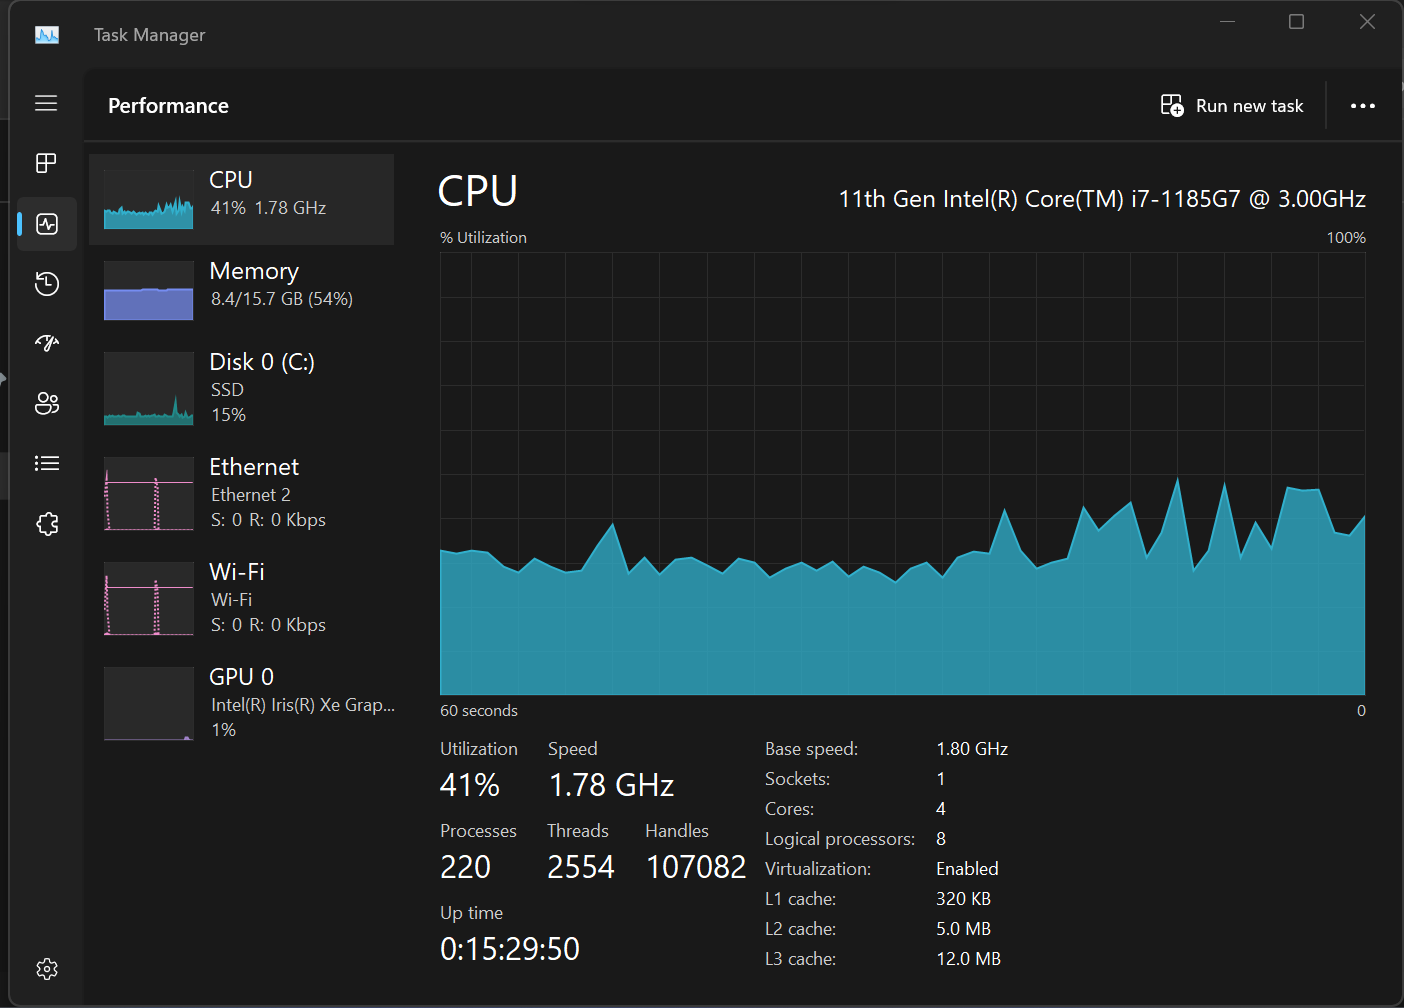 Task Manager
Performance
Run new task
CPU
41% 1.78 GHz
Memory
8.4/15.7 GB (54%)
Disk 0 (C:)
SSD
15%
Ethernet
Ethernet 2
S: 0 R: 0 Kbps
Wi-Fi
Wi-Fi
S: 0 R: 0 Kbps
GPU 0
Intel(R) Iris(R) Xe Grap...
1%
CPU
11th Gen Intel(R) Core(TM) i7-1185G7 @ 3.00GHz
% Utilization 100%
60 seconds 0
Utilization Speed
41% 1.78 GHz
Processes Threads Handles
220 2554 107082
Up time
0:15:29:50
Base speed: 1.80 GHz
Sockets: 1
Cores: 4
Logical processors: 8
Virtualization: Enabled
L1 cache: 320 KB
L2 cache: 5.0 MB
L3 cache: 12.0 MB